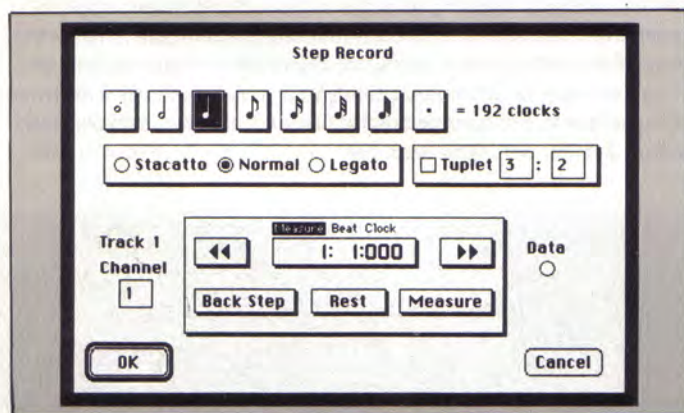 Step Record
= 192 clocks
Stacatto Normal Legato
Tuplet 3 : 2
Measure Beat Clock
Track 1
1: 1:000
Data
Channel
1
Back Step Rest Measure
OK
Cancel